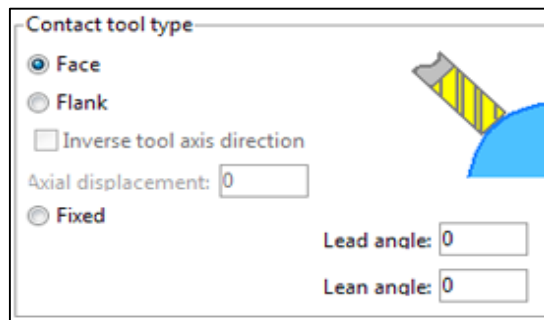 Contact tool type
Face
Flank
Inverse tool axis direction
Axial displacement: 0
Fixed
Lead angle: 0
Lean angle: 0